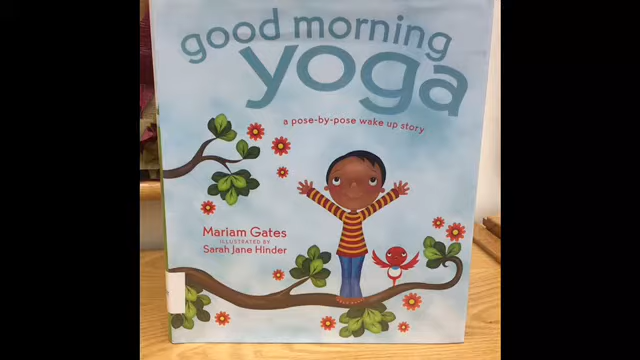 good morning
yoga
a pose-by-pose wake up story
Mariam Gates
ILLUSTRATED BY
Sarah Jane Hinder